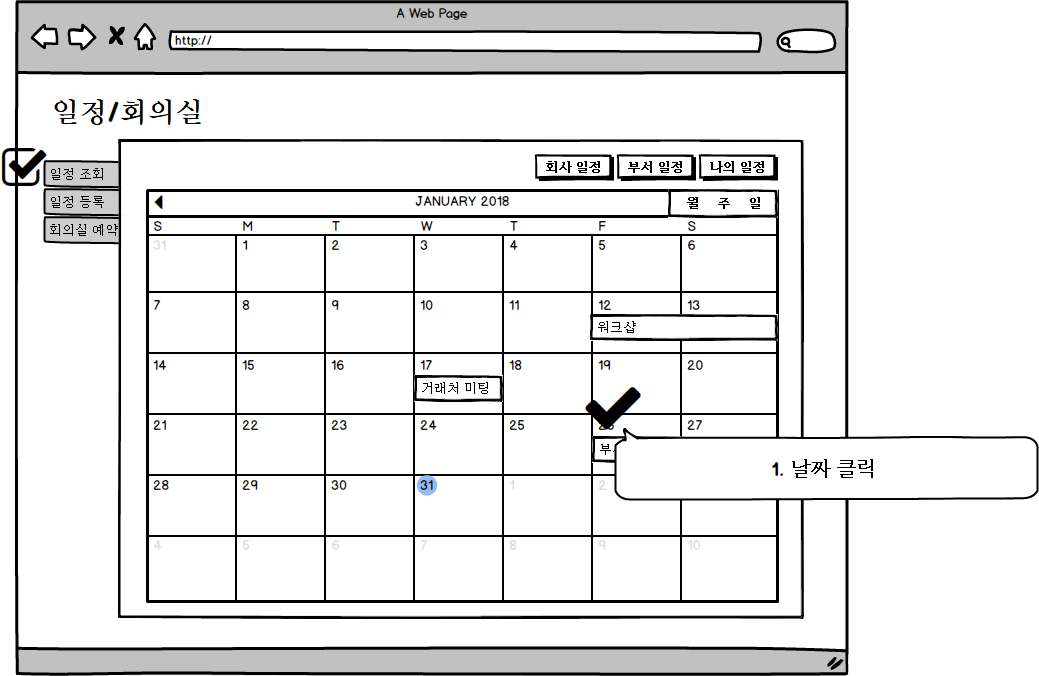 A Web Page
http://
일정/회의실
일정 조회
일정 등록
회의실 예약
회사 일정 부서 일정 나의 일정
JANUARY 2018 월 주 일
S M T W T F S
31 1 2 3 4 5 6
7 8 9 10 11 12 13
워크샵
14 15 16 17 18 19 20
거래처 미팅
21 22 23 24 25 27
1. 날짜 클릭
28 29 30 31 1 2
4 5 6 7 8 9 10